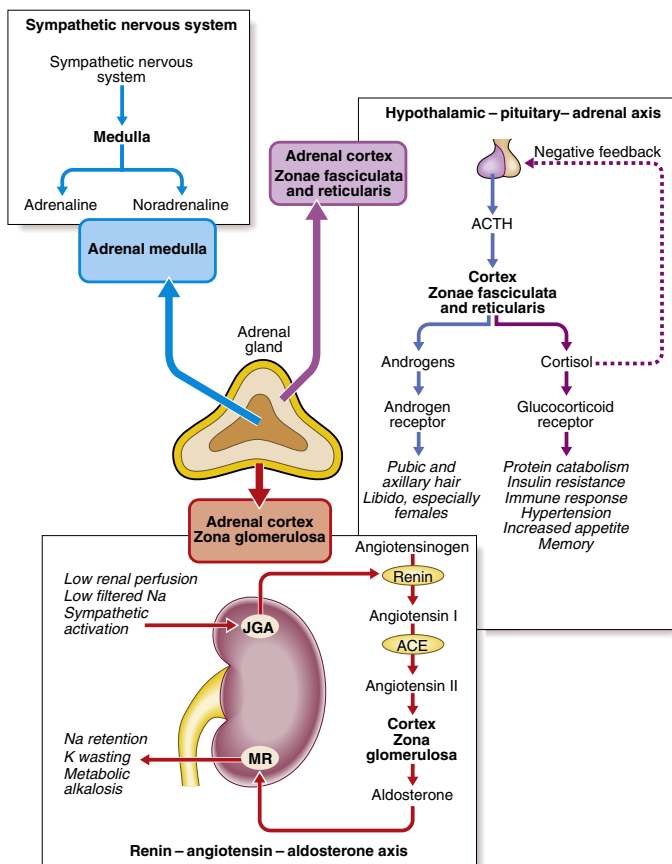 Sympathetic nervous system
Sympathetic nervous
system
Medulla
Adrenaline
Noradrenaline
Adrenal medulla
Adrenal cortex
Zonae fasciculata
and reticularis
Adrenal
gland
Adrenal cortex
Zona glomerulosa
Hypothalamic – pituitary– adrenal axis
Negative feedback
ACTH
Cortex
Zonae fasciculata
and reticularis
Androgens
Cortisol
Androgen
receptor
Glucocorticoid
receptor
Pubic and
axillary hair
Libido, especially
females
Protein catabolism
Insulin resistance
Immune response
Hypertension
Increased appetite
Memory
Low renal perfusion
Low filtered Na
Sympathetic
activation
JGA
Angiotensinogen
Renin
Angiotensin I
ACE
Angiotensin II
Cortex
Zona
glomerulosa
Aldosterone
MR
Na retention
K wasting
Metabolic
alkalosis
Renin – angiotensin – aldosterone axis